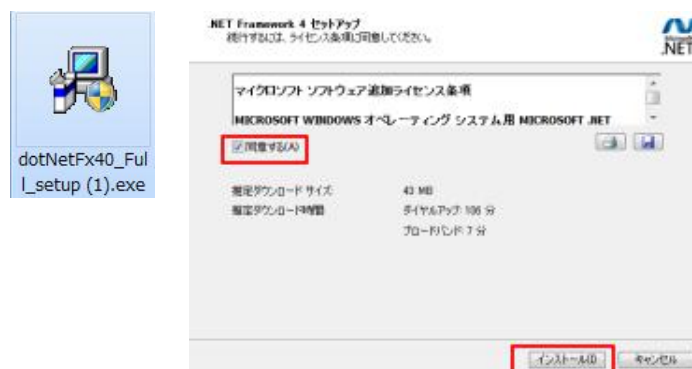 dotNetFx40_Ful
l_setup (1).exe
.NET Framework 4 セットアップ
続行するには、ライセンス条項に同意してください。
.NET
マイクロソフト ソフトウェア追加ライセンス条項
MICROSOFT WINDOWS オペレーティング システム用 MICROSOFT .NET
同意する(A)
推定ダウンロード サイズ: 43 MB
推定ダウンロード時間: ダイヤルアップ: 106 分
ブロードバンド: 7 分
インストール(I) キャンセル